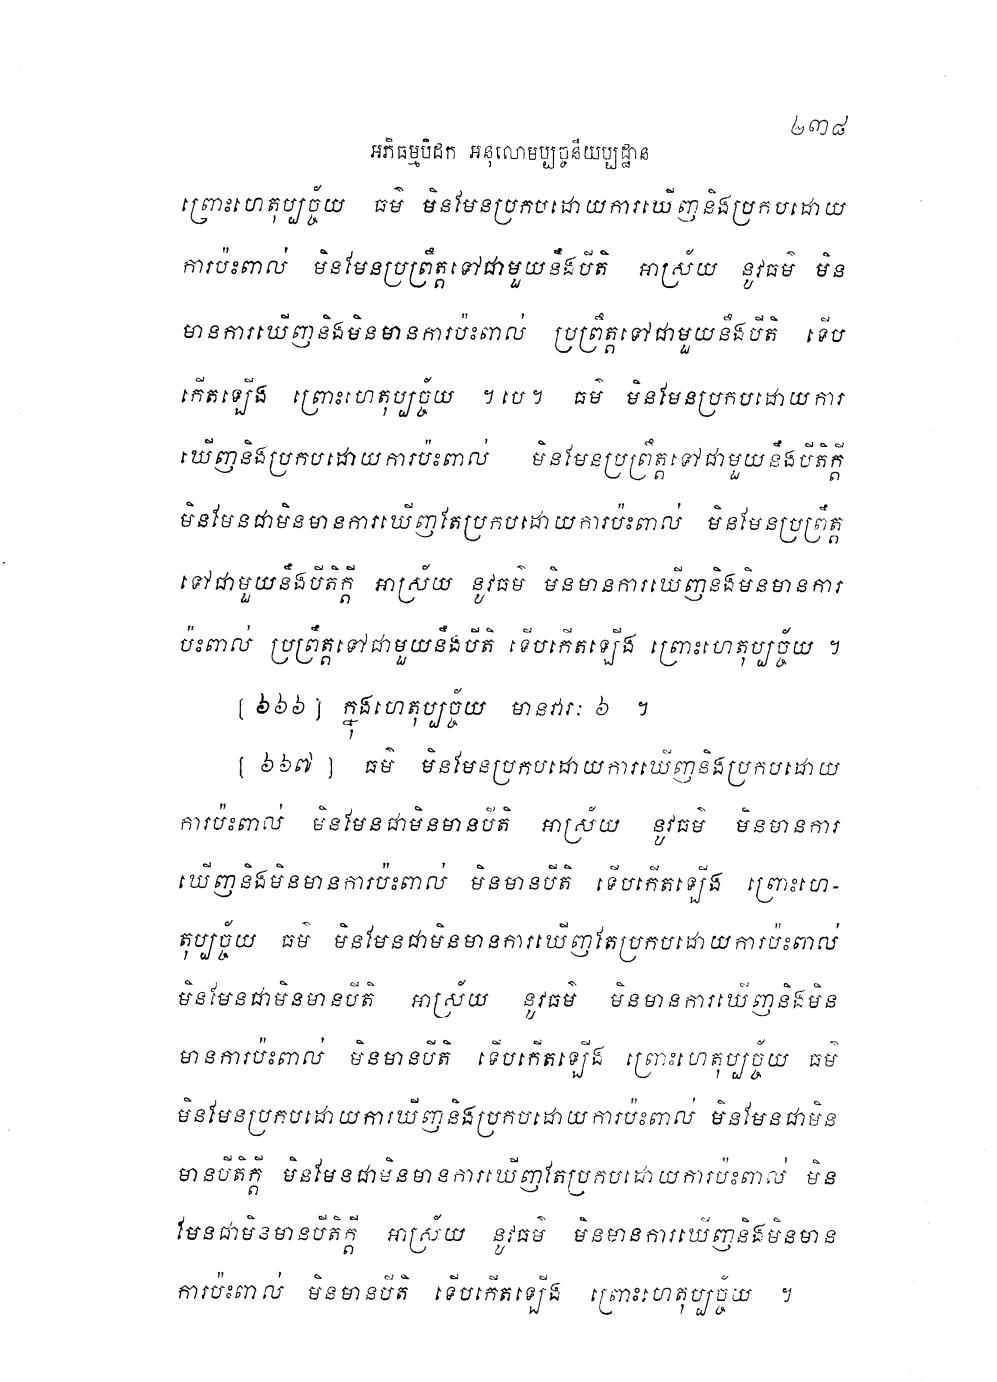 ២៣៨
អភិធម្មបិដក អនុលោមប្បច្ចនីយប្បដ្ឋាន
ព្រោះហេតុប្បច្ច័យ ធម៌ មិនមែនប្រកបដោយការឃើញនិងប្រកបដោយ
ការប៉ះពាល់ មិនមែនប្រព្រឹត្តទៅជាមួយនឹងបីតិ អាស្រ័យ នូវធម៌ មិន
មានការឃើញនិងមិនមានការប៉ះពាល់ ប្រព្រឹត្តទៅជាមួយនឹងបីតិ ទើប
កើតឡើង ព្រោះហេតុប្បច្ច័យ ។បេ។ ធម៌ មិនមែនប្រកបដោយការ
ឃើញនិងប្រកបដោយការប៉ះពាល់ មិនមែនប្រព្រឹត្តទៅជាមួយនឹងបីតិក្តី
មិនមែនជាមិនមានការឃើញតែប្រកបដោយការប៉ះពាល់ មិនមែនប្រព្រឹត្ត
ទៅជាមួយនឹងបីតិក្តី អាស្រ័យ នូវធម៌ មិនមានការឃើញនិងមិនមានការ
ប៉ះពាល់ ប្រព្រឹត្តទៅជាមួយនឹងបីតិ ទើបកើតឡើង ព្រោះហេតុប្បច្ច័យ ។
[ ៦៦៦ ] ក្នុងហេតុប្បច្ច័យ មានវារៈ ៦ ។
[ ៦៦៧ ] ធម៌ មិនមែនប្រកបដោយការឃើញនិងប្រកបដោយ
ការប៉ះពាល់ មិនមែនជាមិនមានបីតិ អាស្រ័យ នូវធម៌ មិនមានការ
ឃើញនិងមិនមានការប៉ះពាល់ មិនមានបីតិ ទើបកើតឡើង ព្រោះហេ-
តុប្បច្ច័យ ធម៌ មិនមែនជាមិនមានការឃើញតែប្រកបដោយការប៉ះពាល់
មិនមែនជាមិនមានបីតិ អាស្រ័យ នូវធម៌ មិនមានការឃើញនិងមិន
មានការប៉ះពាល់ មិនមានបីតិ ទើបកើតឡើង ព្រោះហេតុប្បច្ច័យ ធម៌
មិនមែនប្រកបដោយការឃើញនិងប្រកបដោយការប៉ះពាល់ មិនមែនជាមិន
មានបីតិក្តី មិនមែនជាមិនមានការឃើញតែប្រកបដោយការប៉ះពាល់ មិន
មែនជាមិនមានបីតិក្តី អាស្រ័យ នូវធម៌ មិនមានការឃើញនិងមិនមាន
ការប៉ះពាល់ មិនមានបីតិ ទើបកើតឡើង ព្រោះហេតុប្បច្ច័យ ។